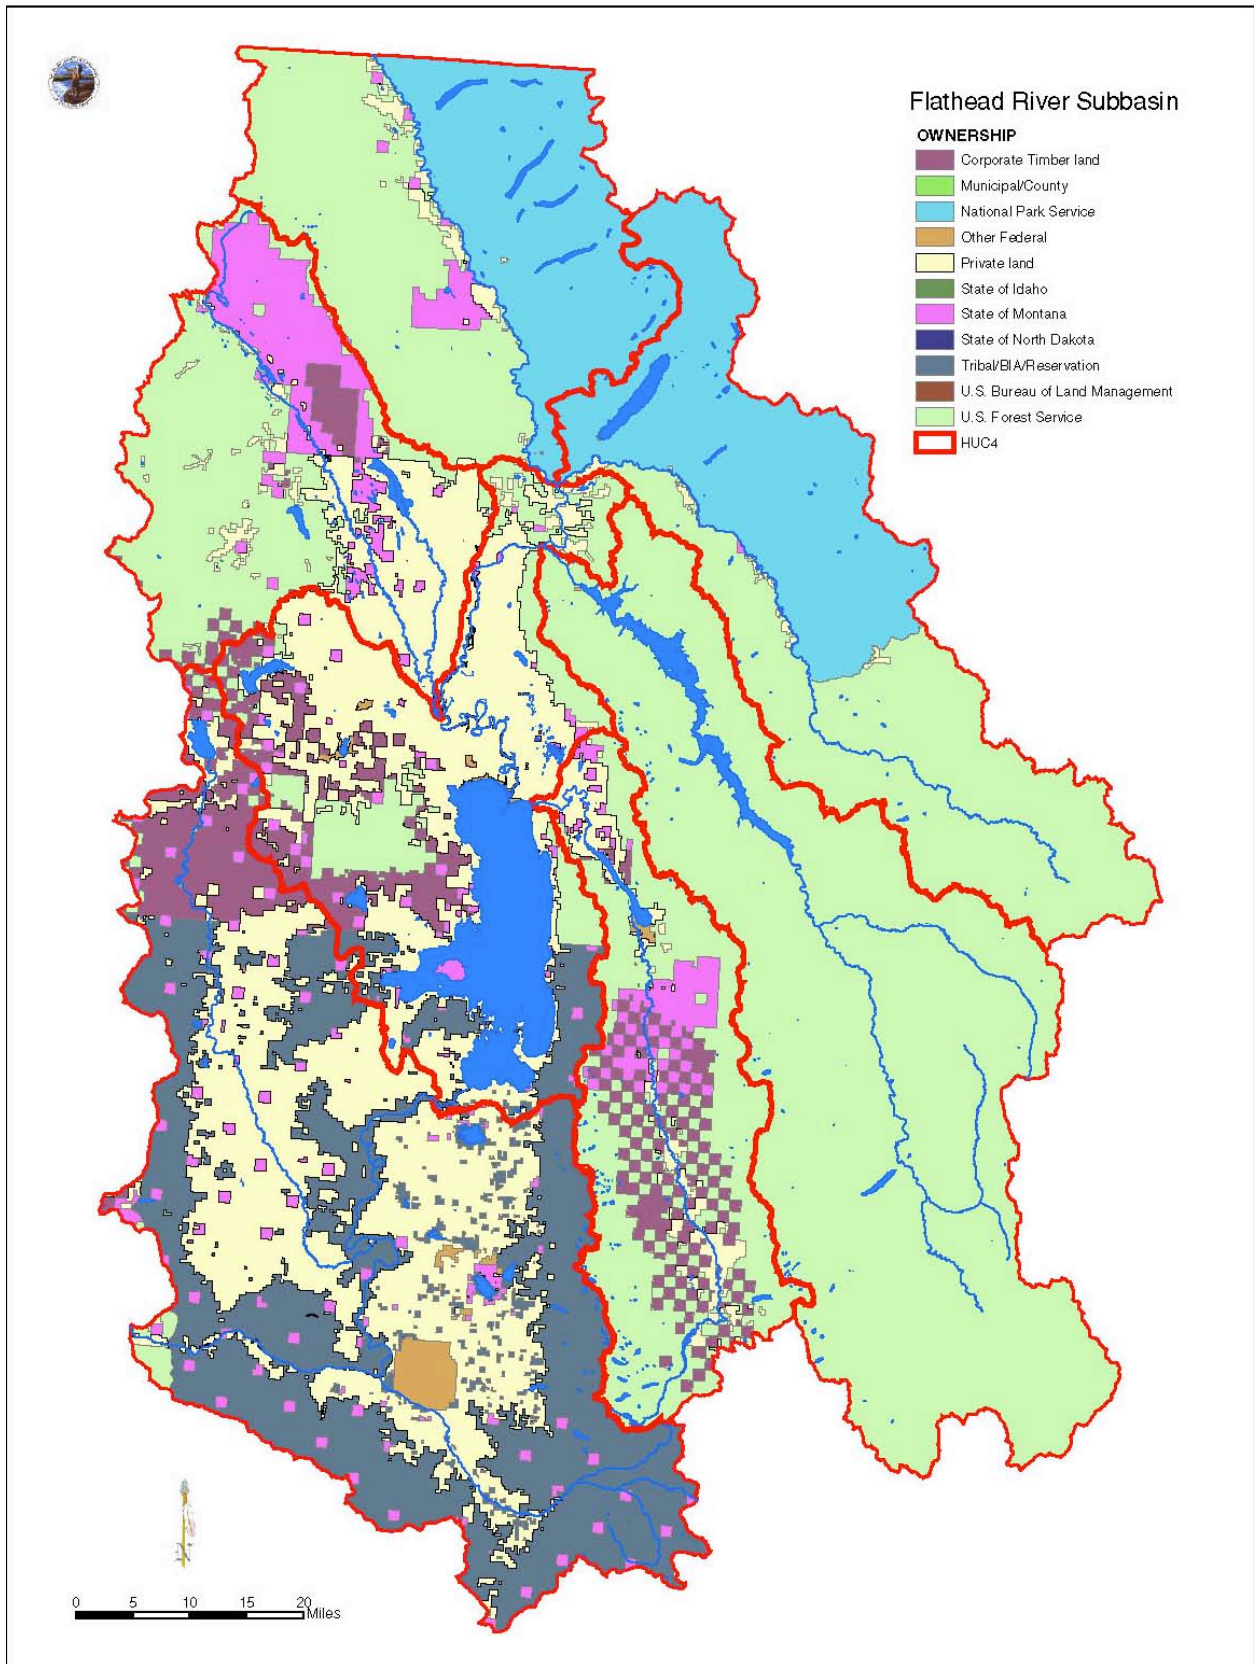 Flathead River Subbasin
OWNERSHIP
Corporate Timber land
Municipal/County
National Park Service
Other Federal
Private land
State of Idaho
State of Montana
State of North Dakota
Tribal/BIA/Reservation
U.S. Bureau of Land Management
U.S. Forest Service
HUC4
N
0 5 10 15 20
Miles